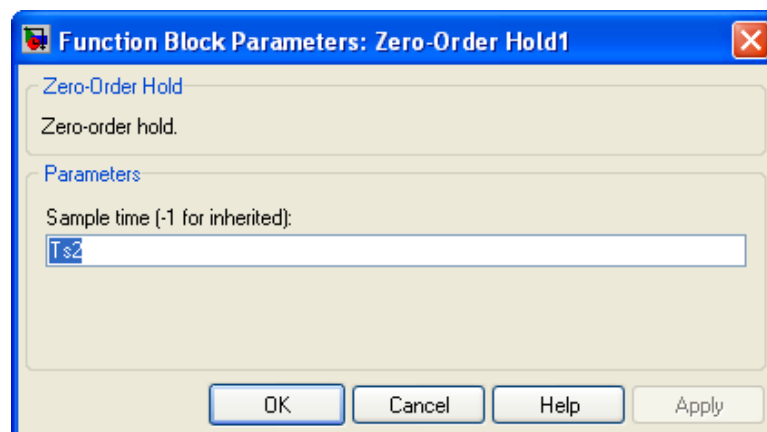 Function Block Parameters: Zero-Order Hold1
Zero-Order Hold
Zero-order hold.
Parameters
Sample time (-1 for inherited):
Ts2
OK Cancel Help Apply